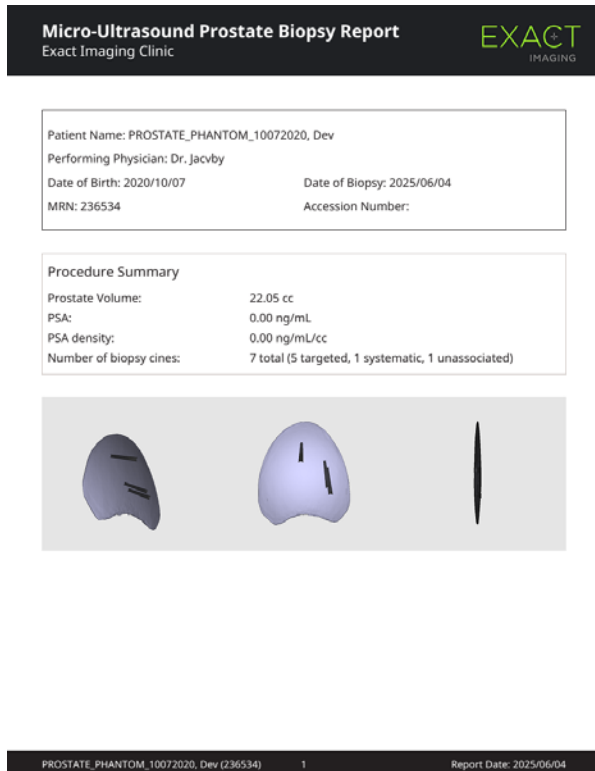 Micro-Ultrasound Prostate Biopsy Report
Exact Imaging Clinic
EXACT
IMAGING
Patient Name: PROSTATE_PHANTOM_10072020, Dev
Performing Physician: Dr. Jacvby
Date of Birth: 2020/10/07 Date of Biopsy: 2025/06/04
MRN: 236534 Accession Number:
Procedure Summary
Prostate Volume: 22.05 cc
PSA: 0.00 ng/mL
PSA density: 0.00 ng/mL/cc
Number of biopsy cines: 7 total (5 targeted, 1 systematic, 1 unassociated)
PROSTATE_PHANTOM_10072020, Dev (236534) 1 Report Date: 2025/06/04